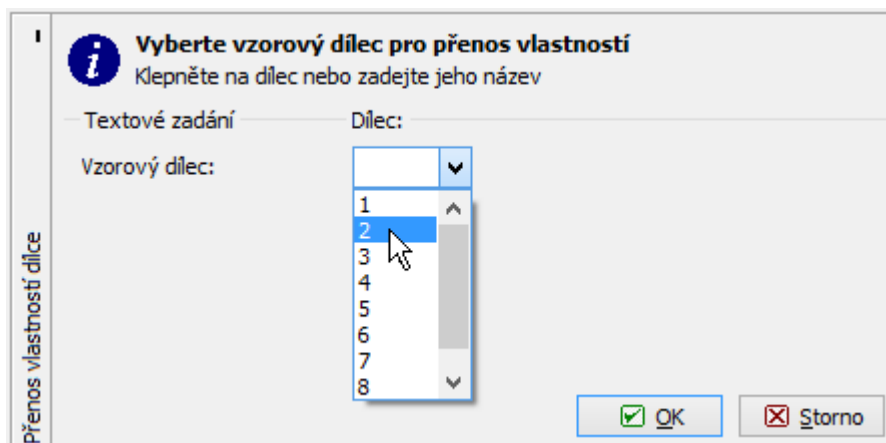 Vyberte vzorový dílec pro přenos vlastností
Klepněte na dílec nebo zadejte jeho název
Textové zadání Dílec:
Vzorový dílec:
1
2
3
4
5
6
7
8
OK Storno
Přenos vlastností dílce